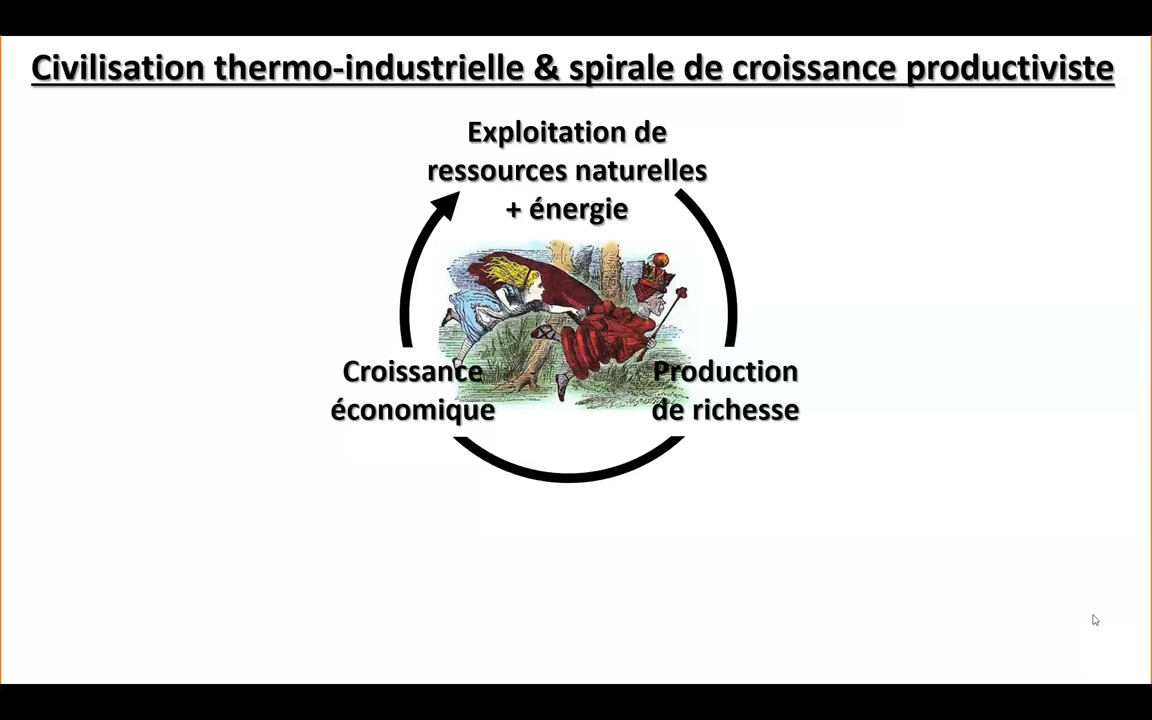 Civilisation thermo-industrielle & spirale de croissance productiviste
Exploitation de
ressources naturelles
+ énergie
Croissance
économique
Production
de richesse